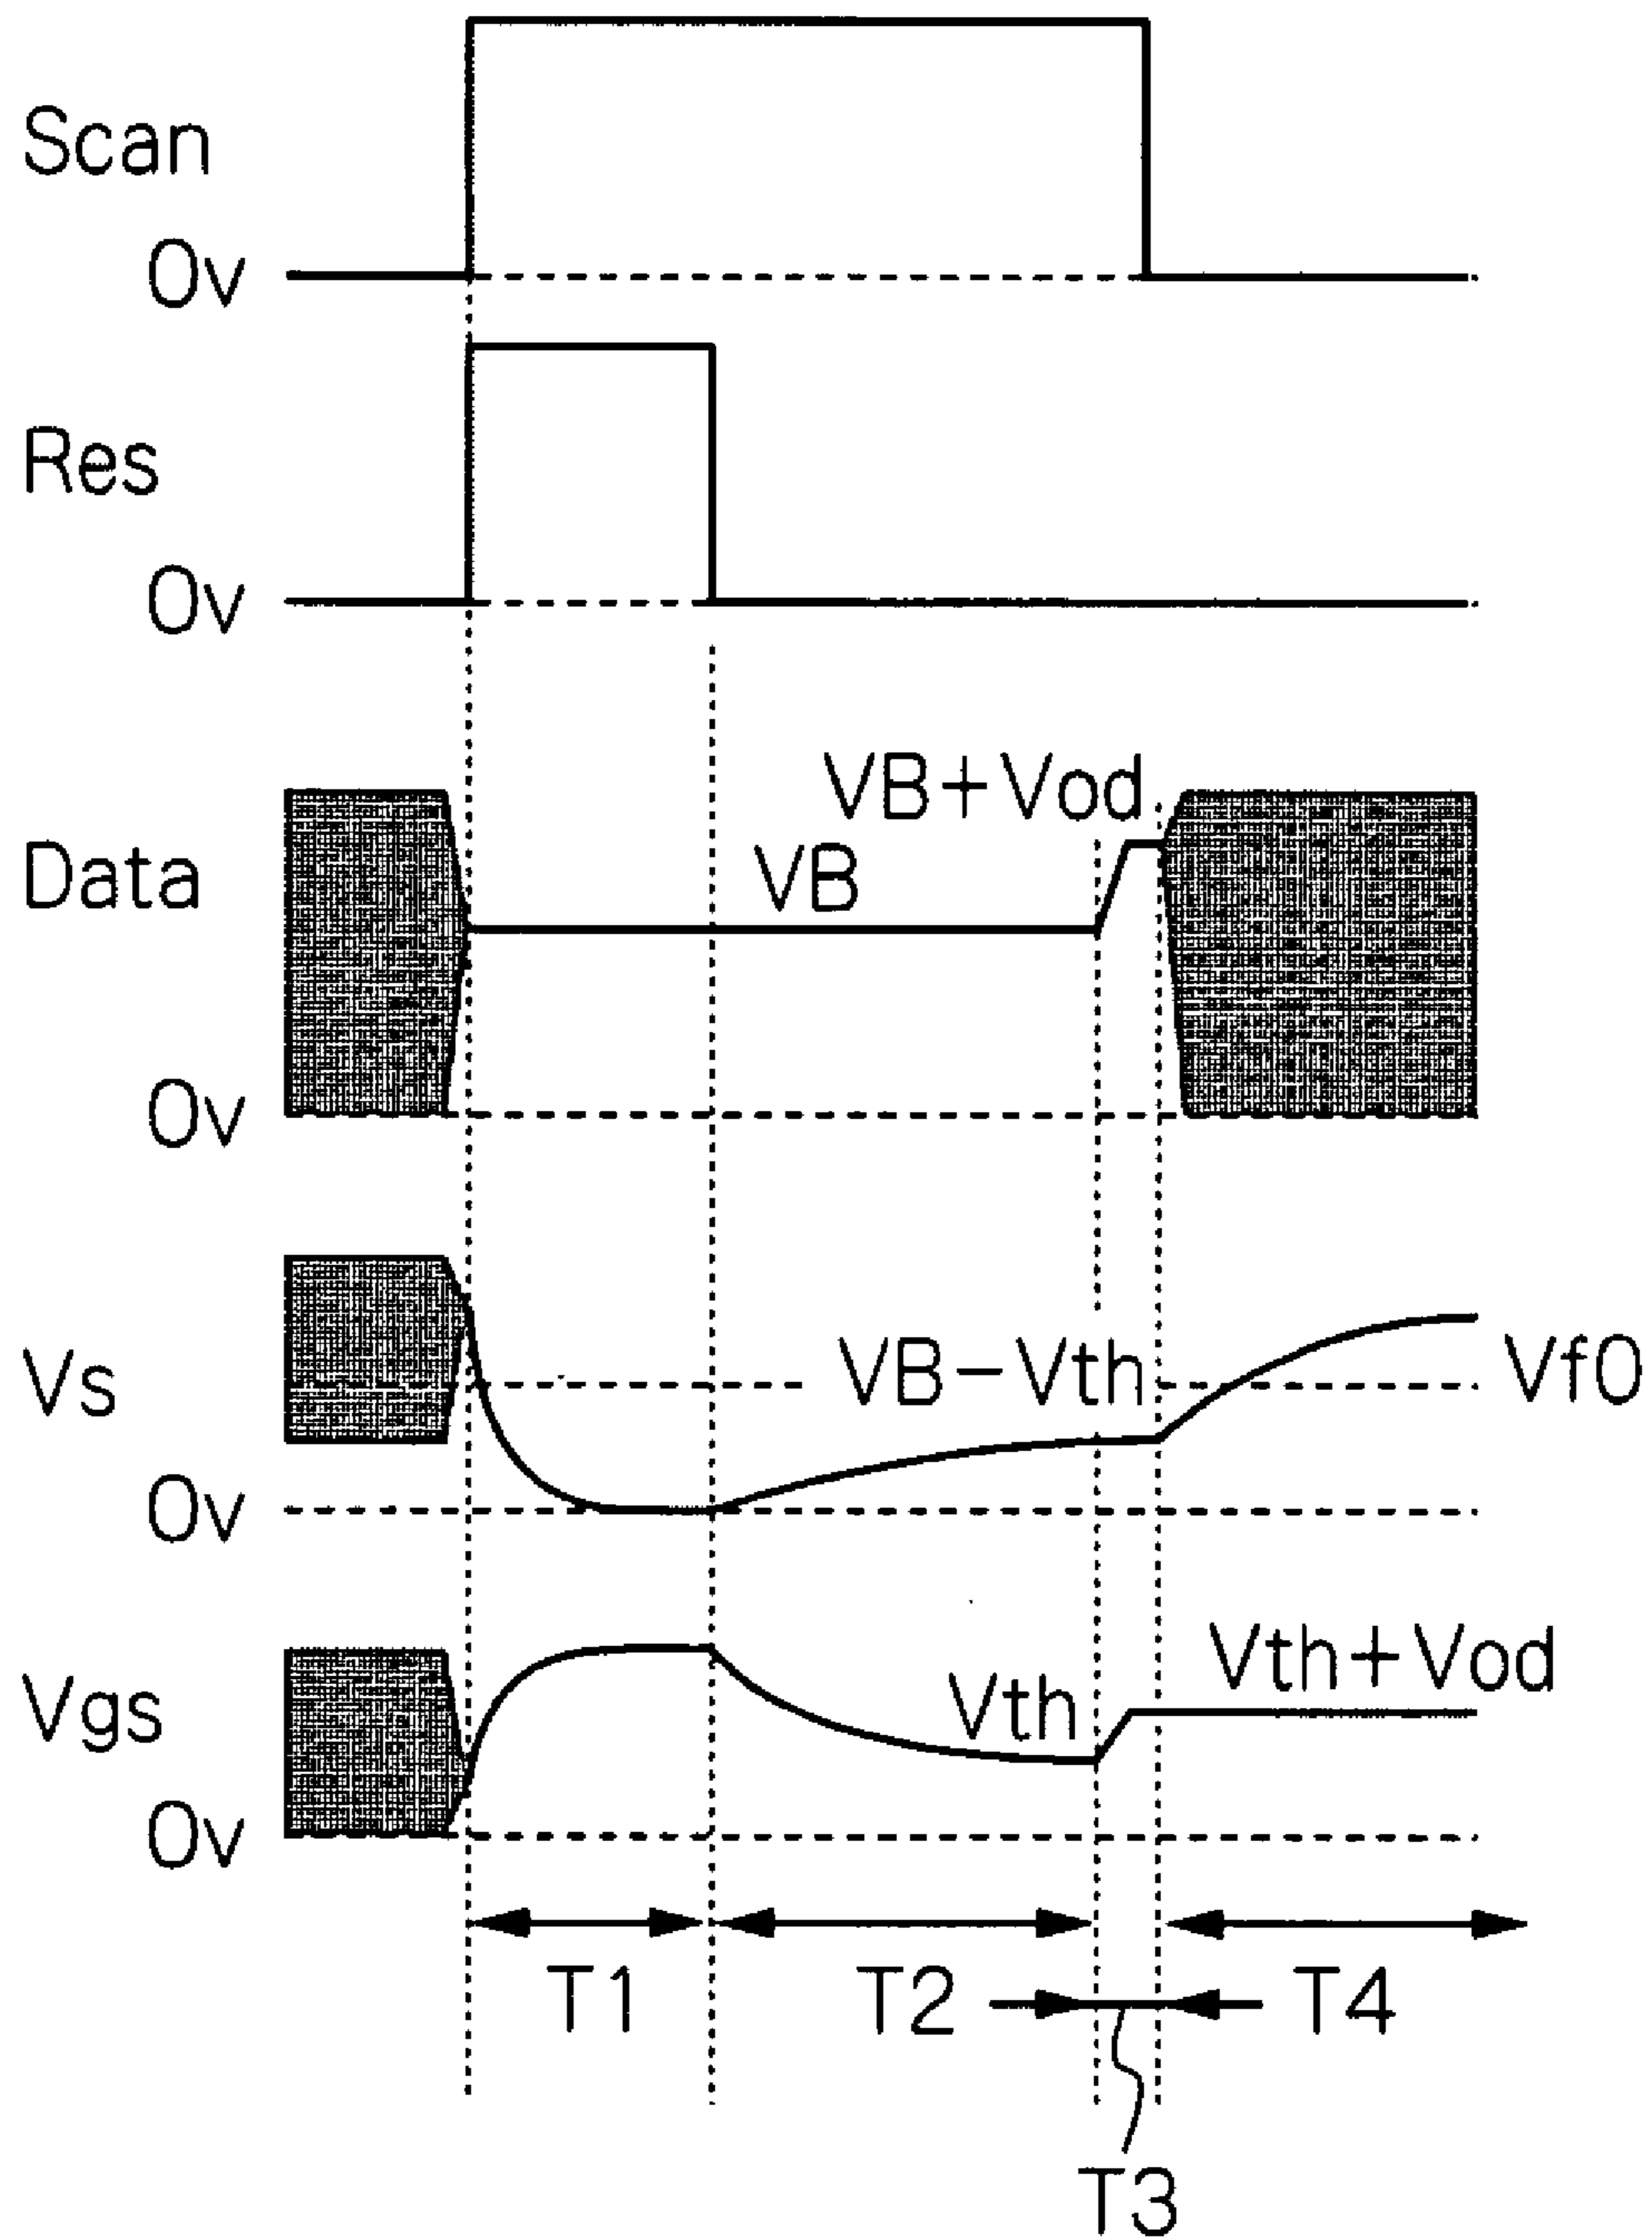 Scan
0v
Res
0v
VB+Vod
VB
Data
0v
VB-Vth
Vf0
Vs
0v
Vth+Vod
Vth
Vgs
0v
T1
T2
T4
T3